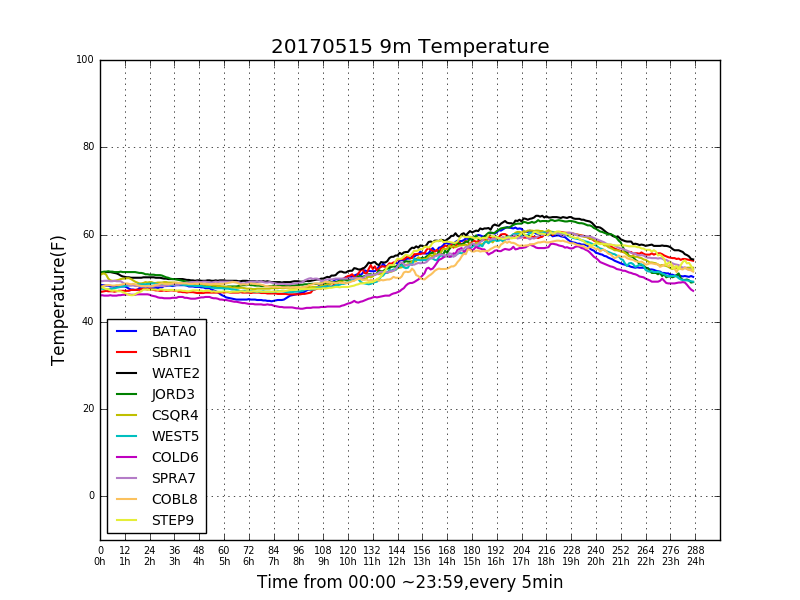 20170515 9m Temperature
Temperature(F)
100
80
60
40
20
0
BATA0
SBRI1
WATE2
JORD3
CSQR4
WEST5
COLD6
SPRA7
COBL8
STEP9
0 12 24 36 48 60 72 84 96 108 120 132 144 156 168 180 192 204 216 228 240 252 264 276 288
0h 1h 2h 3h 4h 5h 6h 7h 8h 9h 10h 11h 12h 13h 14h 15h 16h 17h 18h 19h 20h 21h 22h 23h 24h
Time from 00:00 ~23:59,every 5min